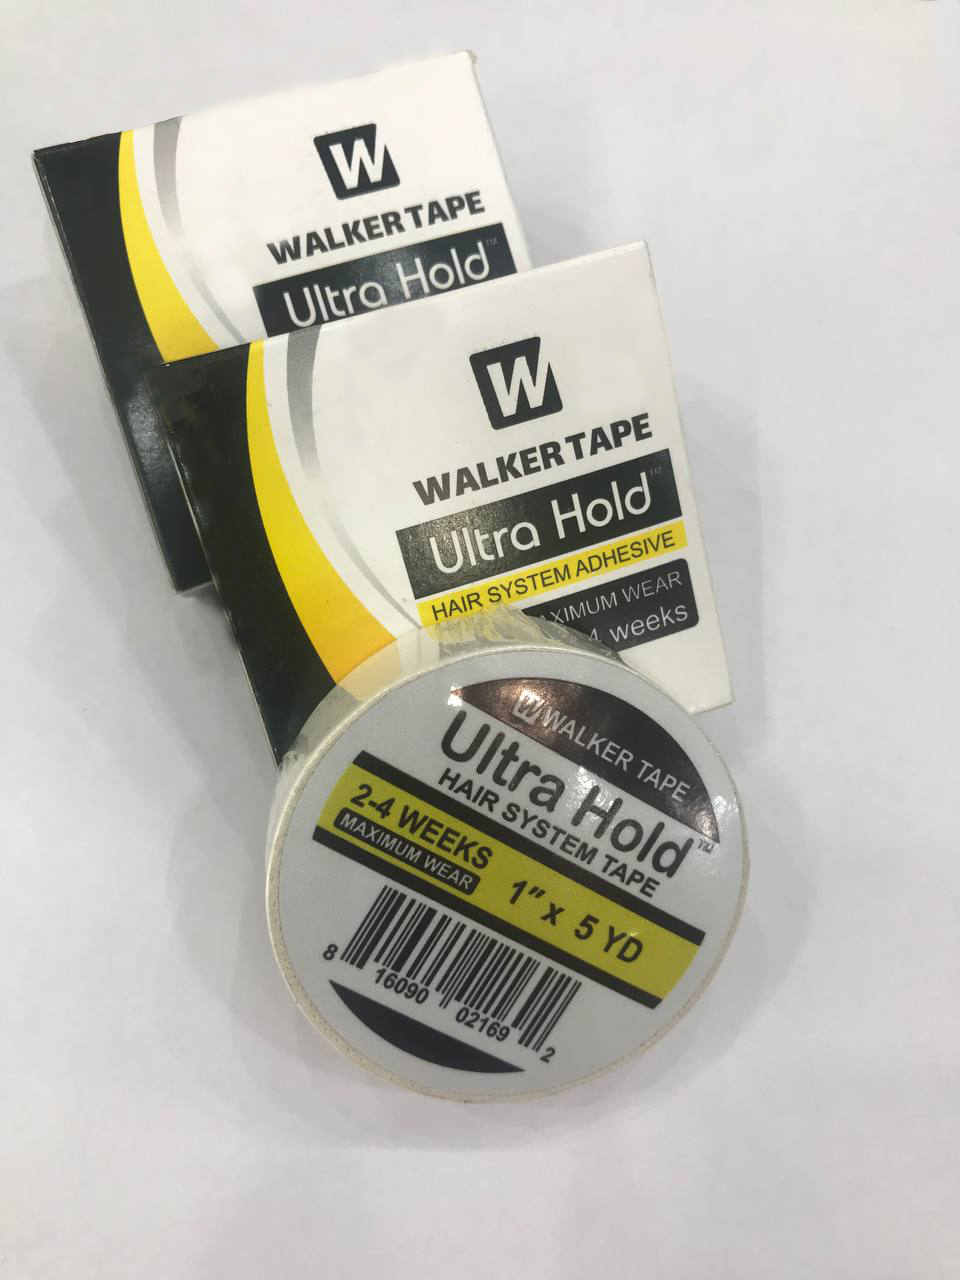 W
WALKER TAPE
Ultra Hold™
W
WALKER TAPE
Ultra Hold™
HAIR SYSTEM ADHESIVE
WEAR
4 weeks
W WALKER TAPE
Ultra Hold™
HAIR SYSTEM TAPE
2-4 WEEKS
MAXIMUM WEAR
1" x 5 YD
8 16090 02169 2